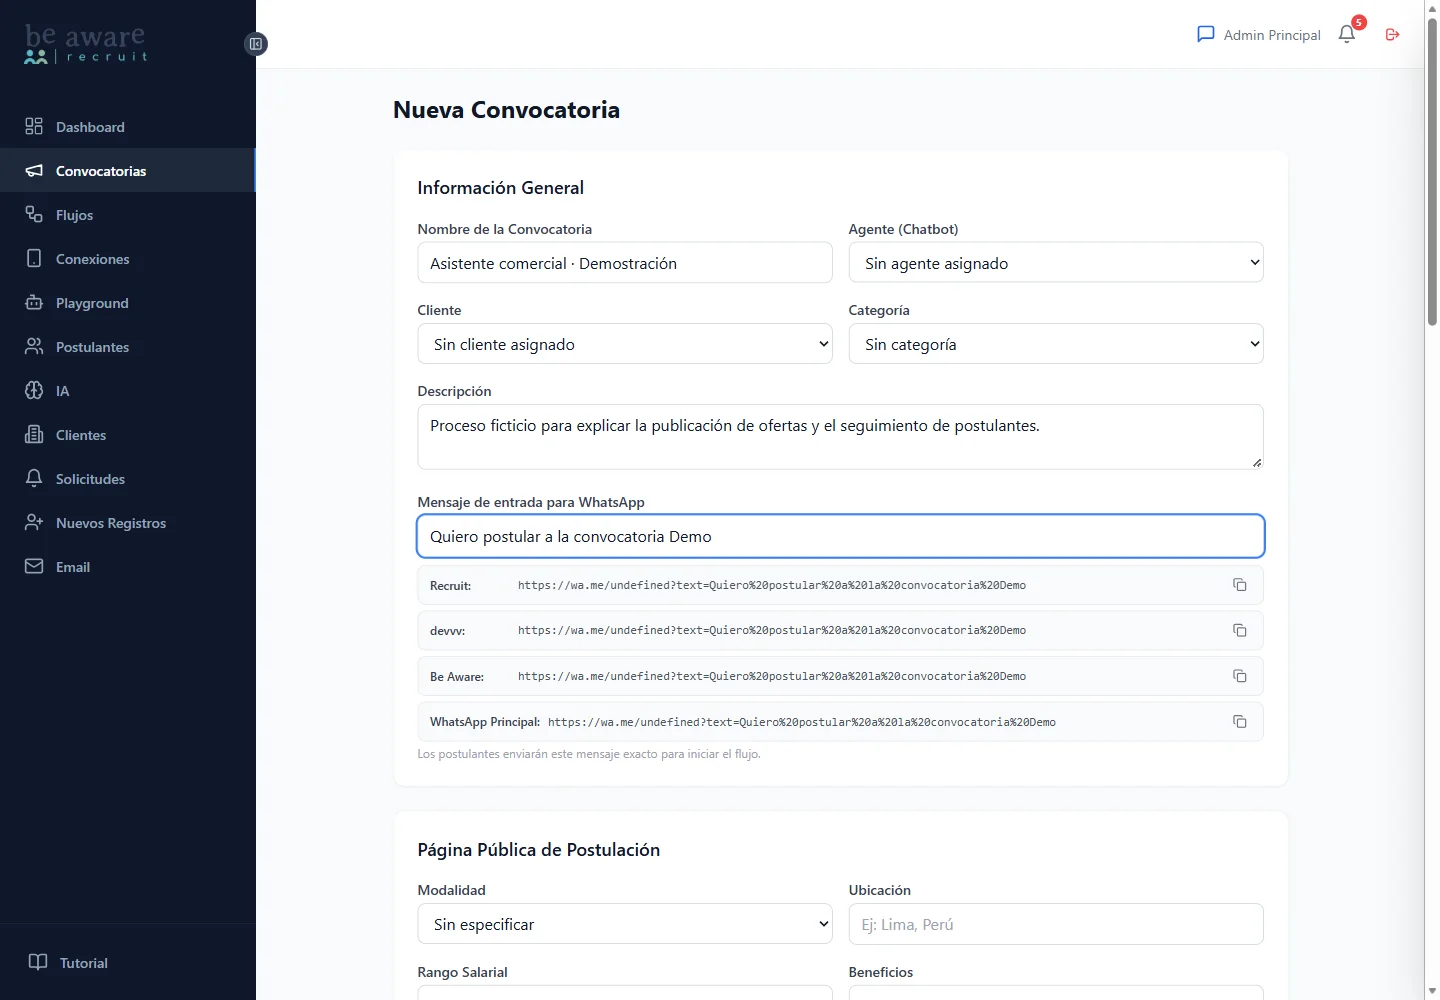 be aware
recruit
Admin Principal
5
Dashboard
Convocatorias
Flujos
Conexiones
Playground
Postulantes
IA
Clientes
Solicitudes
Nuevos Registros
Email
Tutorial
Nueva Convocatoria
Información General
Nombre de la Convocatoria
Agente (Chatbot)
Asistente comercial · Demostración
Sin agente asignado
Cliente
Categoría
Sin cliente asignado
Sin categoría
Descripción
Proceso ficticio para explicar la publicación de ofertas y el seguimiento de postulantes.
Mensaje de entrada para WhatsApp
Quiero postular a la convocatoria Demo
Recruit: https://wa.me/undefined?text=Quiero%20postular%20a%20la%20convocatoria%20Demo
devvv: https://wa.me/undefined?text=Quiero%20postular%20a%20la%20convocatoria%20Demo
Be Aware: https://wa.me/undefined?text=Quiero%20postular%20a%20la%20convocatoria%20Demo
WhatsApp Principal: https://wa.me/undefined?text=Quiero%20postular%20a%20la%20convocatoria%20Demo
Los postulantes enviarán este mensaje exacto para iniciar el flujo.
Página Pública de Postulación
Modalidad
Ubicación
Sin especificar
Ej: Lima, Perú
Rango Salarial
Beneficios